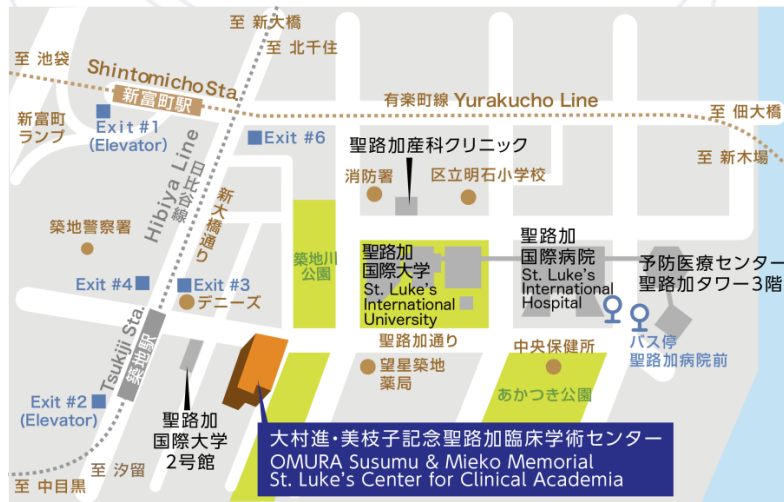 至 新大橋
至 北千住
至 池袋
Shintomicho Sta.
新富町駅
有楽町線 Yurakucho Line
至 佃大橋
至 新木場
新富町
ランプ
Exit #1
(Elevator)
Exit #6
聖路加産科クリニック
消防署
区立明石小学校
Hibiya Line
日比谷線
新大橋通り
築地警察署
築地川
公園
聖路加
国際大学
St. Luke's
International
University
聖路加
国際病院
St. Luke's
International
Hospital
予防医療センター
聖路加タワー3階
Exit #4
Exit #3
デニーズ
Tsukiji Sta.
築地駅
聖路加通り
望星築地
薬局
中央保健所
バス停
聖路加病院前
あかつき公園
Exit #2
(Elevator)
聖路加
国際大学
2号館
至 汐留
至 中目黒
大村進・美枝子記念聖路加臨床学術センター
OMURA Susumu & Mieko Memorial
St. Luke's Center for Clinical Academia